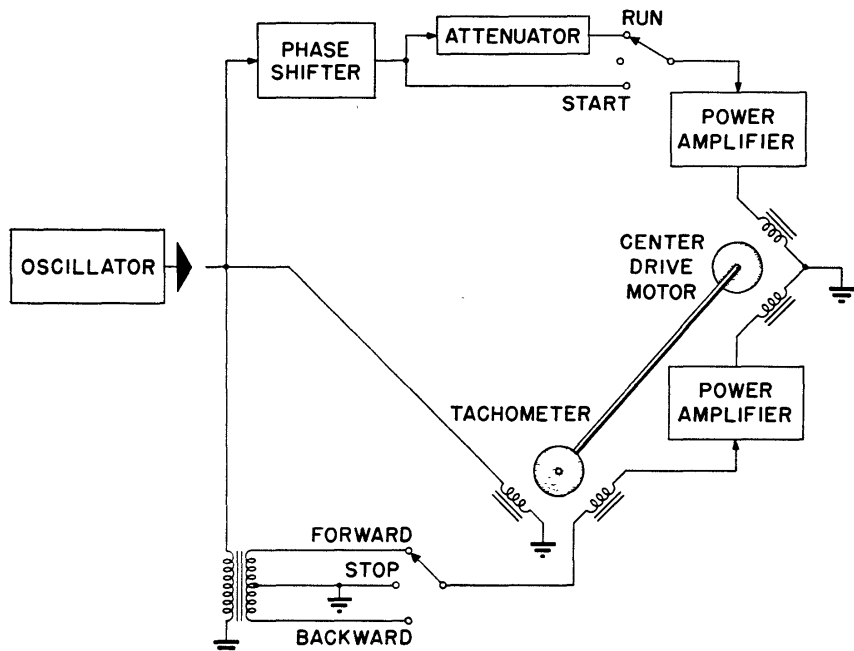 RUN
PHASE
SHIFTER
ATTENUATOR
START
POWER
AMPLIFIER
OSCILLATOR
CENTER
DRIVE
MOTOR
TACHOMETER
POWER
AMPLIFIER
FORWARD
STOP
BACKWARD